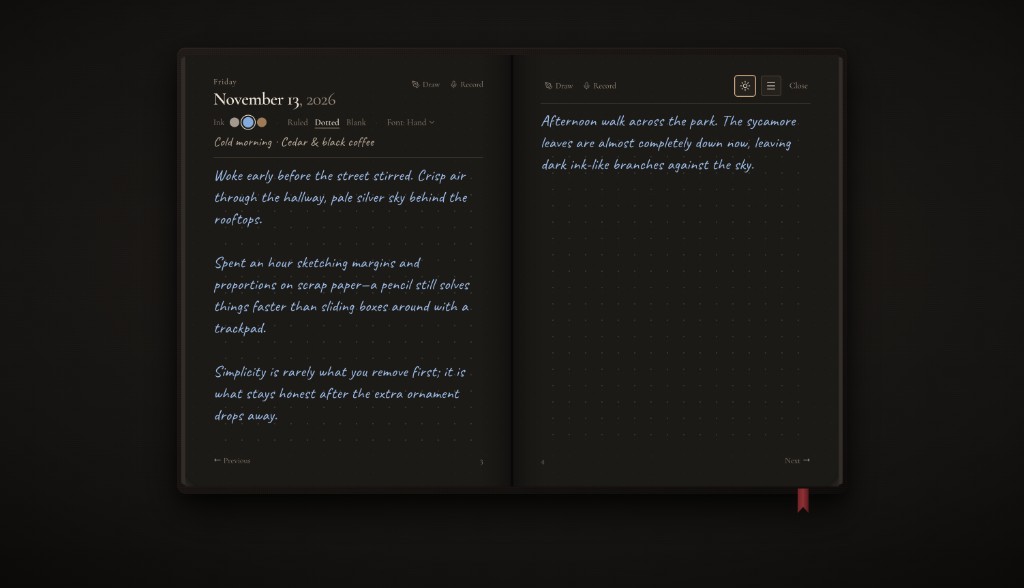 Friday
Draw Record
November 13, 2026
Ink Ruled Dotted Blank Font: Hand
Cold morning · Cedar & black coffee
Woke early before the street stirred. Crisp air
through the hallway, pale silver sky behind the
rooftops.
Spent an hour sketching margins and
proportions on scrap paper—a pencil still solves
things faster than sliding boxes around with a
trackpad.
Simplicity is rarely what you remove first; it is
what stays honest after the extra ornament
drops away.
← Previous 3
Draw Record Close
Afternoon walk across the park. The sycamore
leaves are almost completely down now, leaving
dark ink-like branches against the sky.
4 Next →